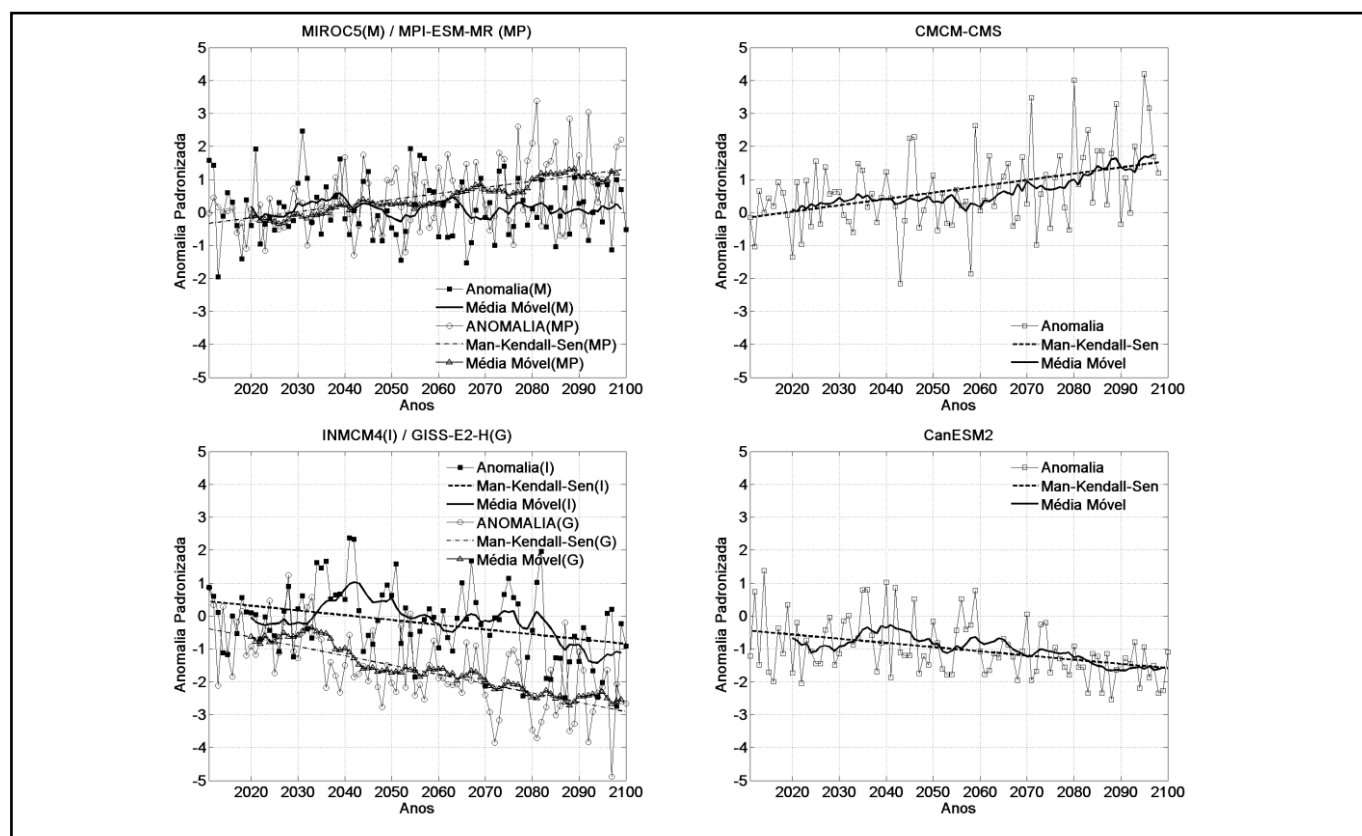 MIROC5(M) / MPI-ESM-MR (MP)
5
4
3
2
1
0
-1
-2
-3
-4
-5
Anomalia Padronizada
Anomalia(M)
Média Móvel(M)
ANOMALIA(MP)
Man-Kendall-Sen(MP)
Média Móvel(MP)
2020 2030 2040 2050 2060 2070 2080 2090 2100
Anos
CMCM-CMS
5
4
3
2
1
0
-1
-2
-3
-4
-5
Anomalia Padronizada
Anomalia
Man-Kendall-Sen
Média Móvel
2020 2030 2040 2050 2060 2070 2080 2090 2100
Anos
INMCM4(I) / GISS-E2-H(G)
5
4
3
2
1
0
-1
-2
-3
-4
-5
Anomalia Padronizada
Anomalia(I)
Man-Kendall-Sen(I)
Média Móvel(I)
ANOMALIA(G)
Man-Kendall-Sen(G)
Média Móvel(G)
2020 2030 2040 2050 2060 2070 2080 2090 2100
Anos
CanESM2
5
4
3
2
1
0
-1
-2
-3
-4
-5
Anomalia Padronizada
Anomalia
Man-Kendall-Sen
Média Móvel
2020 2030 2040 2050 2060 2070 2080 2090 2100
Anos